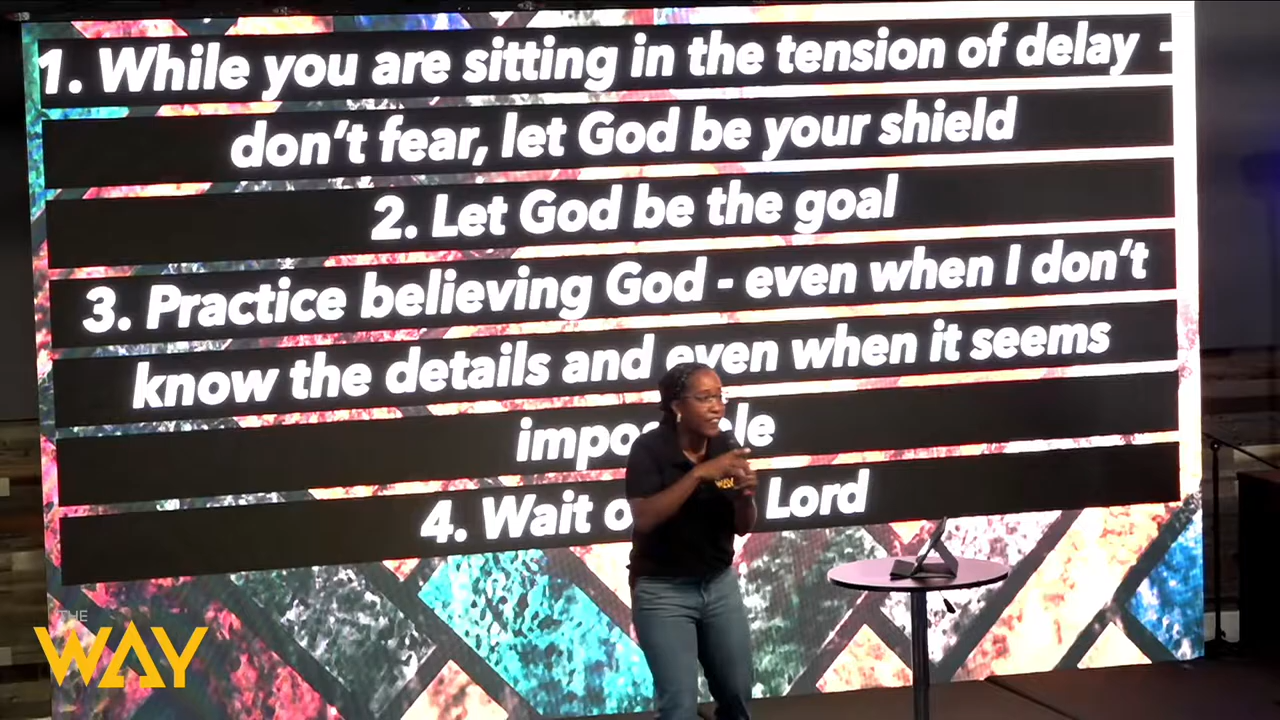 1. While you are sitting in the tension of delay -
don't fear, let God be your shield
2. Let God be the goal
3. Practice believing God - even when I don't
know the details and even when it seems
4. Wait Lord
WAY
THE
WAY